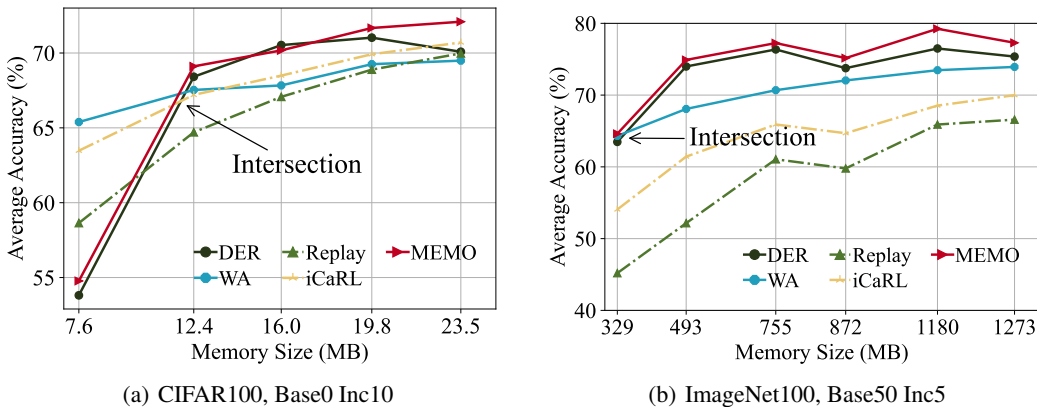 Average Accuracy (%)
70
65
60
55
Intersection
DER
Replay
MEMO
WA
iCaRL
7.6
12.4
16.0
19.8
23.5
Memory Size (MB)
(a) CIFAR100, Base0 Inc10
Average Accuracy (%)
80
70
60
50
40
Intersection
DER
Replay
MEMO
WA
iCaRL
329
493
755
872
1180
1273
Memory Size (MB)
(b) ImageNet100, Base50 Inc5